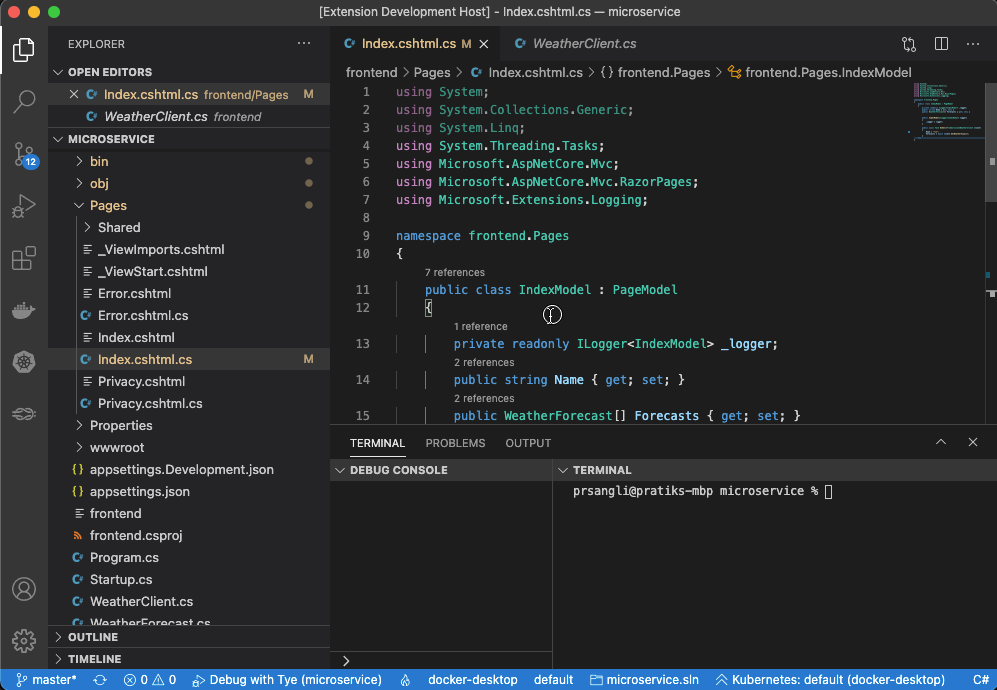 [Extension Development Host] - Index.cshtml.cs — microservice
EXPLORER
OPEN EDITORS
Index.cshtml.cs frontend/Pages M
WeatherClient.cs frontend
MICROSERVICE
bin
obj
Pages
Shared
_ViewImports.cshtml
_ViewStart.cshtml
Error.cshtml
Error.cshtml.cs
Index.cshtml
Index.cshtml.cs M
Privacy.cshtml
Privacy.cshtml.cs
Properties
wwwroot
appsettings.Development.json
appsettings.json
frontend
frontend.csproj
Program.cs
Startup.cs
WeatherClient.cs
WeatherForecast.cs
OUTLINE
TIMELINE
12
Index.cshtml.cs M
WeatherClient.cs
frontend > Pages > Index.cshtml.cs > {} frontend.Pages > frontend.Pages.IndexModel
1 using System;
2 using System.Collections.Generic;
3 using System.Linq;
4 using System.Threading.Tasks;
5 using Microsoft.AspNetCore.Mvc;
6 using Microsoft.AspNetCore.Mvc.RazorPages;
7 using Microsoft.Extensions.Logging;
8
9 namespace frontend.Pages
10 {
7 references
11 public class IndexModel : PageModel
12 {
1 reference
13 private readonly ILogger<IndexModel> _logger;
2 references
14 public string Name { get; set; }
2 references
15 public WeatherForecast[] Forecasts { get; set; }
TERMINAL PROBLEMS OUTPUT
DEBUG CONSOLE
TERMINAL
prsangli@pratiks-mbp microservice %
master* 0 0 Debug with Tye (microservice) docker-desktop default microservice.sln Kubernetes: default (docker-desktop) C#